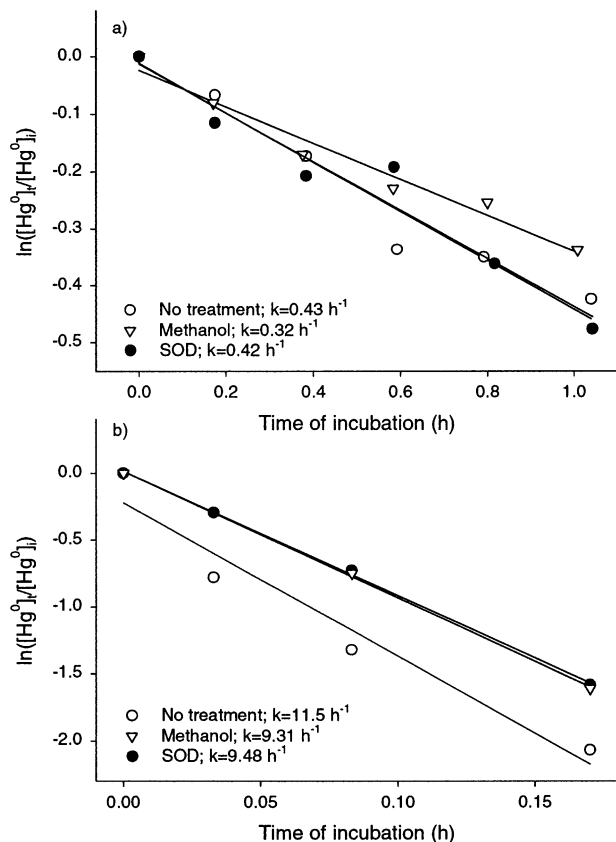 a)
ln([Hg⁰]ₜ/[Hg⁰]ᵢ)
0.0
-0.1
-0.2
-0.3
-0.4
-0.5
No treatment; k=0.43 h⁻¹
Methanol; k=0.32 h⁻¹
SOD; k=0.42 h⁻¹
0.0 0.2 0.4 0.6 0.8 1.0
Time of incubation (h)
b)
ln([Hg⁰]ₜ/[Hg⁰]ᵢ)
0.0
-0.5
-1.0
-1.5
-2.0
No treatment; k=11.5 h⁻¹
Methanol; k=9.31 h⁻¹
SOD; k=9.48 h⁻¹
0.00 0.05 0.10 0.15
Time of incubation (h)